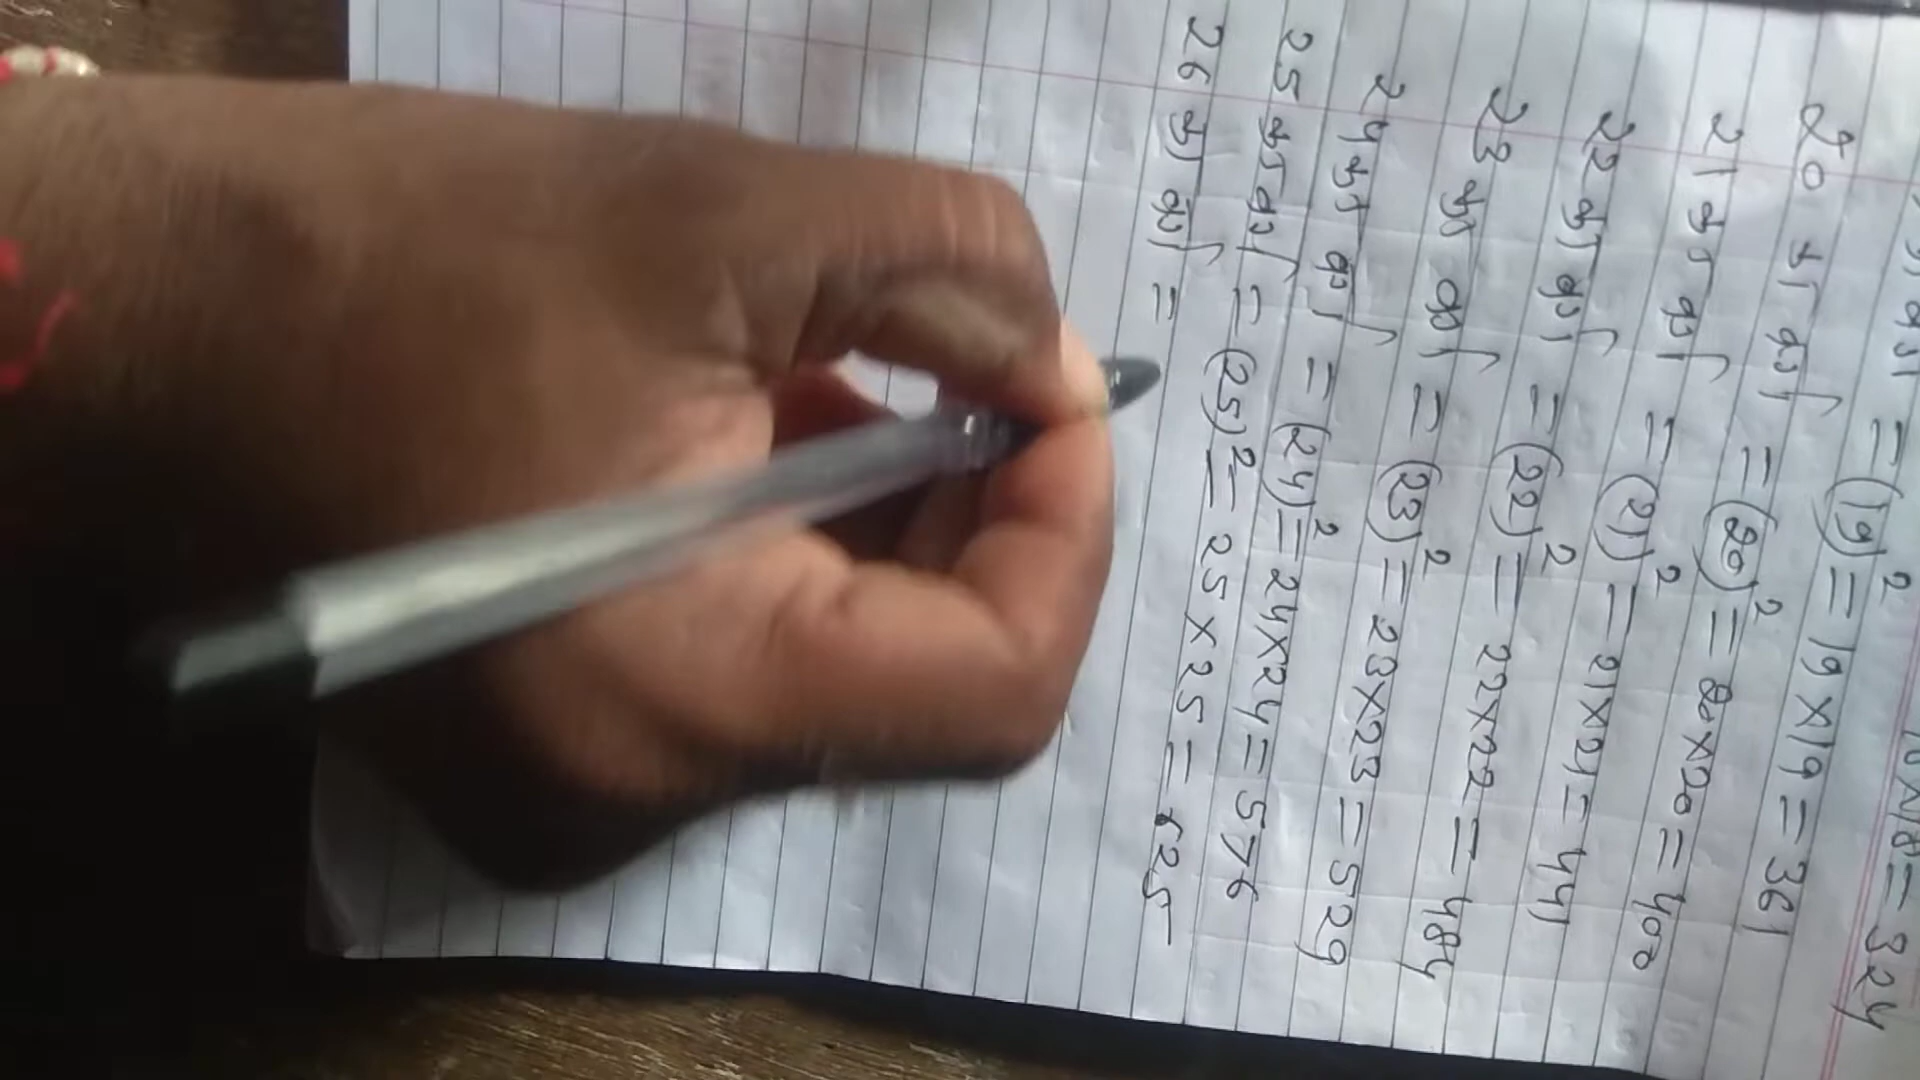 18 = 324
= (19)² = 19 × 19 = 361
20 का वर्ग = (20)² = 20 × 20 = 400
21 का वर्ग = (21)² = 21 × 21 = 441
22 का वर्ग = (22)² = 22 × 22 = 484
23 का वर्ग = (23)² = 23 × 23 = 529
24 का वर्ग = (24)² = 24 × 24 = 576
25 का वर्ग = (25)² = 25 × 25 = 625
26 का वर्ग =